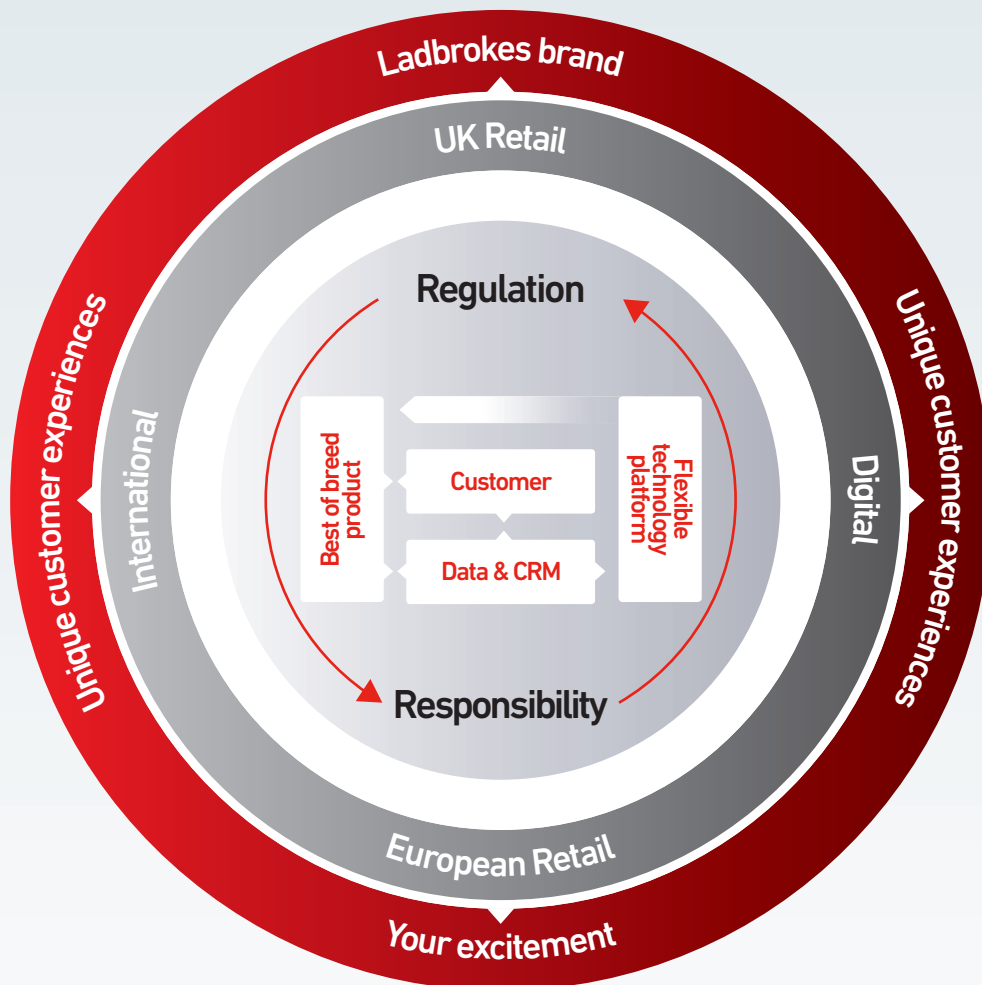 Ladbrokes brand
UK Retail
Regulation
Unique customer experiences
International
Best of breed
product
Customer
Data & CRM
Flexible
technology
platform
Digital
Unique customer experiences
Responsibility
European Retail
Your excitement